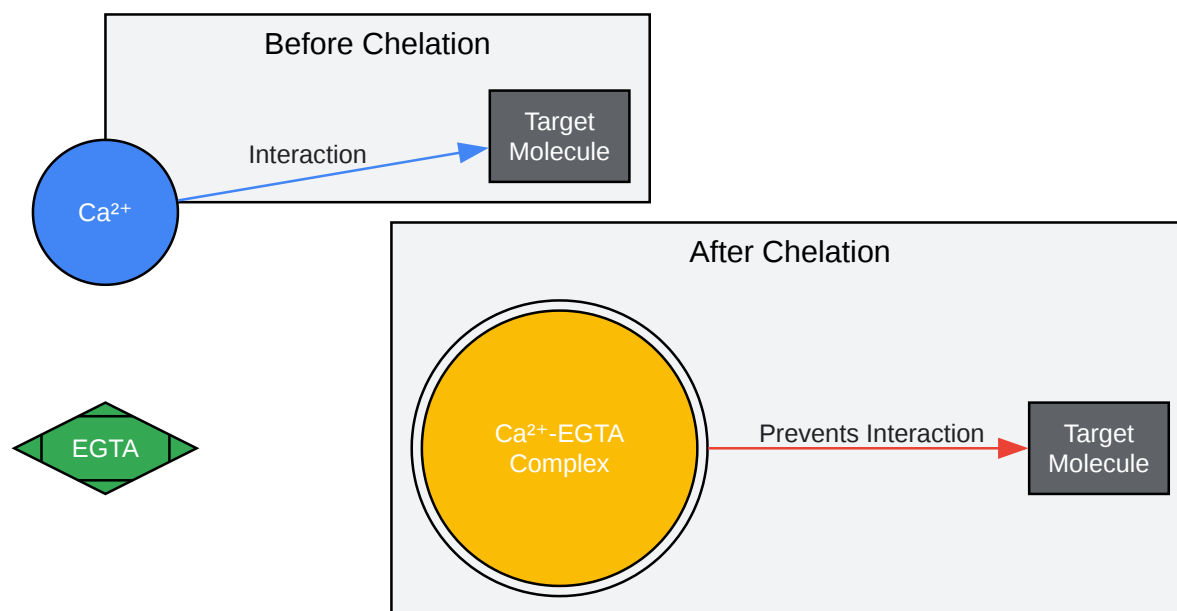 Before Chelation
Target
Molecule
Interaction
Ca²⁺
After Chelation
EGTA
Ca²⁺-EGTA
Complex
Prevents Interaction
Target
Molecule